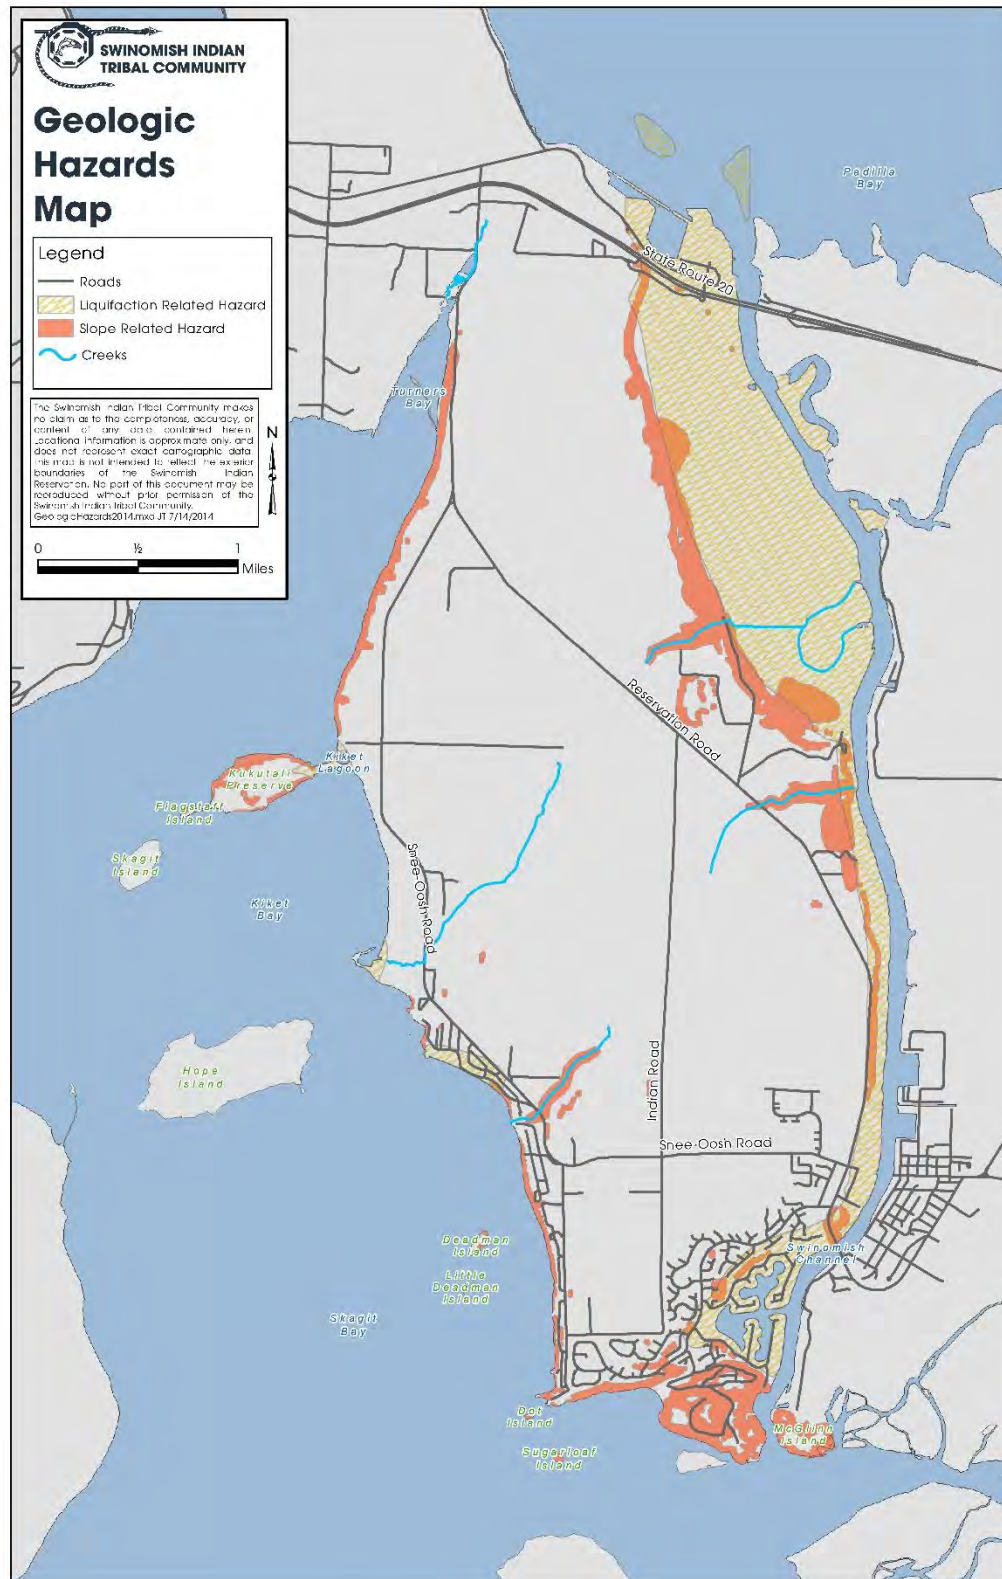 SWINOMISH INDIAN
TRIBAL COMMUNITY
Geologic
Hazards
Map
Legend
Roads
Liquifaction Related Hazard
Slope Related Hazard
Creeks
The Swinomish Indian Tribal Community makes
no claim as to the completeness, accuracy, or
content of any data contained herein.
Locational information is approximate only, and
does not represent exact cartographic data.
This map is not intended to reflect the exterior
boundaries of the Swinomish Indian
Reservation. No part of this document may be
reproduced without prior permission of the
Swinomish Indian Tribal Community.
GeologicHazards2014.mxd JT 7/14/2014
N
0 ½ 1
Miles
Padilla
Bay
State Route 20
Turners
Bay
Reservation Road
Kiket
Lagoon
Kukutali
Preserve
Flagstaff
Island
Skagit
Island
Kiket
Bay
Snee-Oosh Road
Hope
Island
Indian Road
Snee-Oosh Road
Deadman
Island
Little
Deadman
Island
Skagit
Bay
Swinomish
Channel
Dot
Island
Sugarloaf
Island
McGlinn
Island